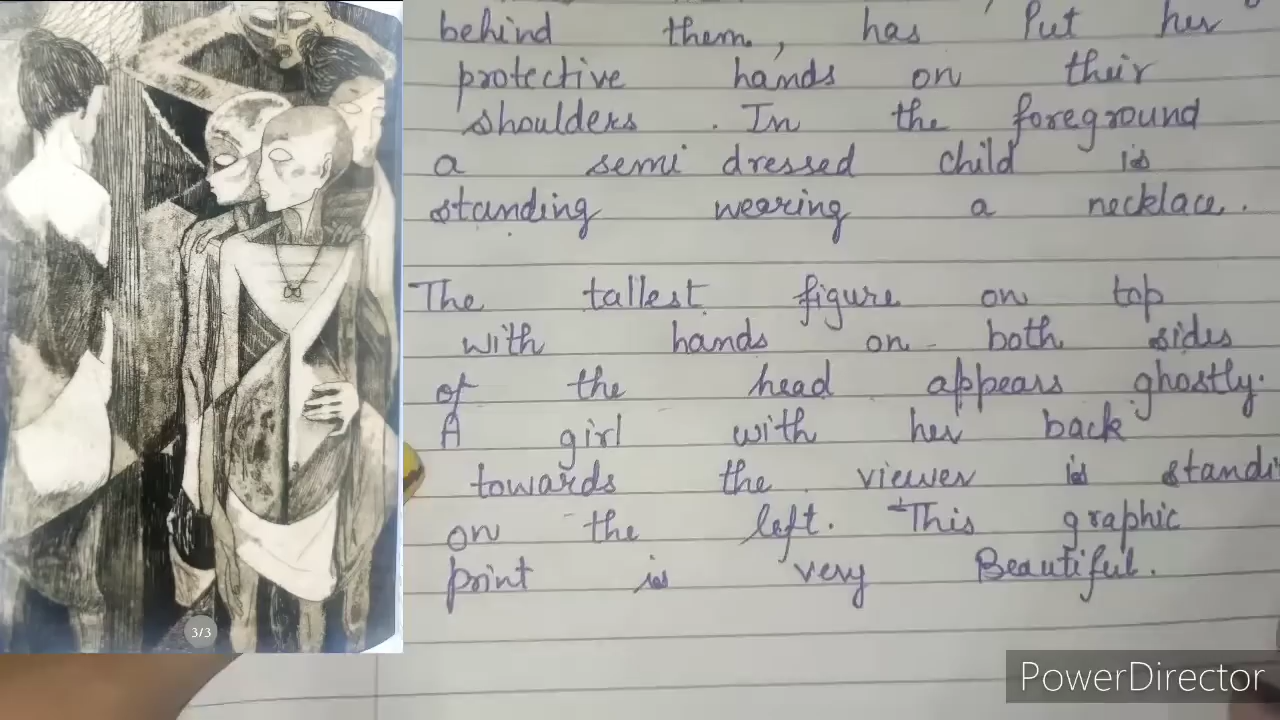 behind them, has Put her
protective hands on their
shoulders. In the foreground
a semi dressed child is
standing wearing a necklace.
The tallest figure on top
with hands on both sides
of the head appears ghostly.
A girl with her back
towards the viewer is standi
on the left. This graphic
print is very Beautiful.
3/3
PowerDirector